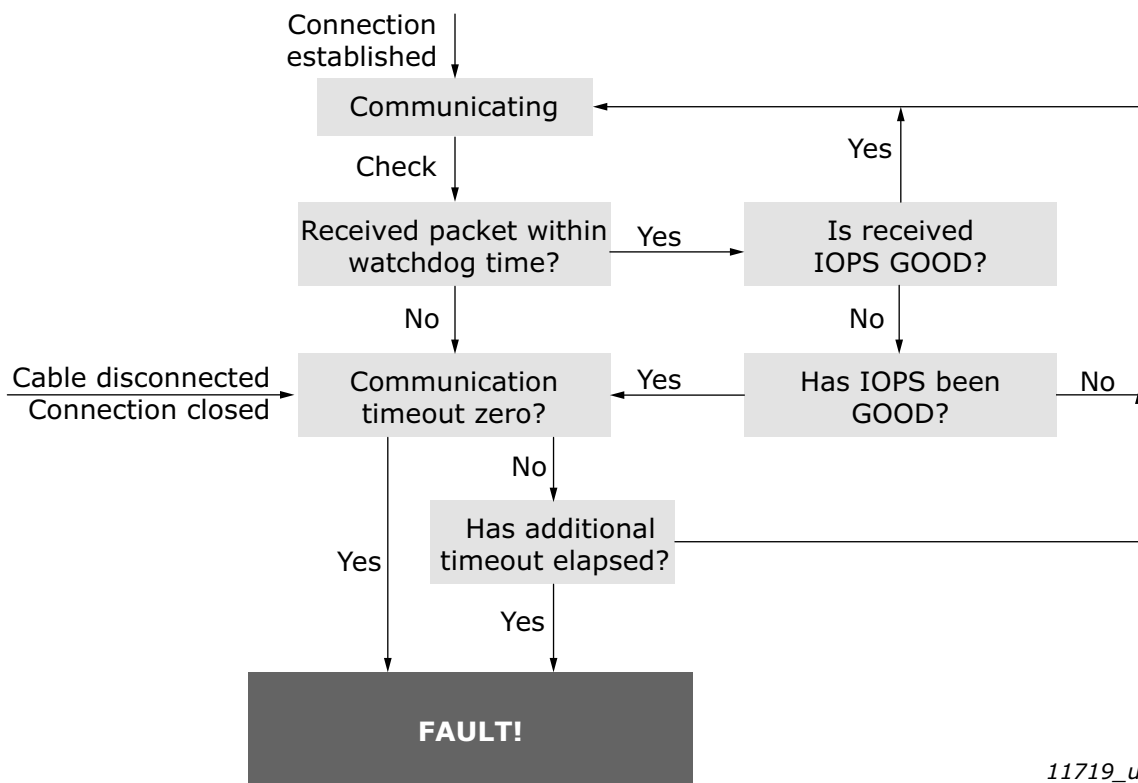 Connection
established
Communicating
Check
Yes
Received packet within
watchdog time?
Yes
Is received
IOPS GOOD?
No
No
Cable disconnected
Connection closed
Communication
timeout zero?
Yes
Has IOPS been
GOOD?
No
No
Has additional
timeout elapsed?
Yes
Yes
FAULT!
11719_u